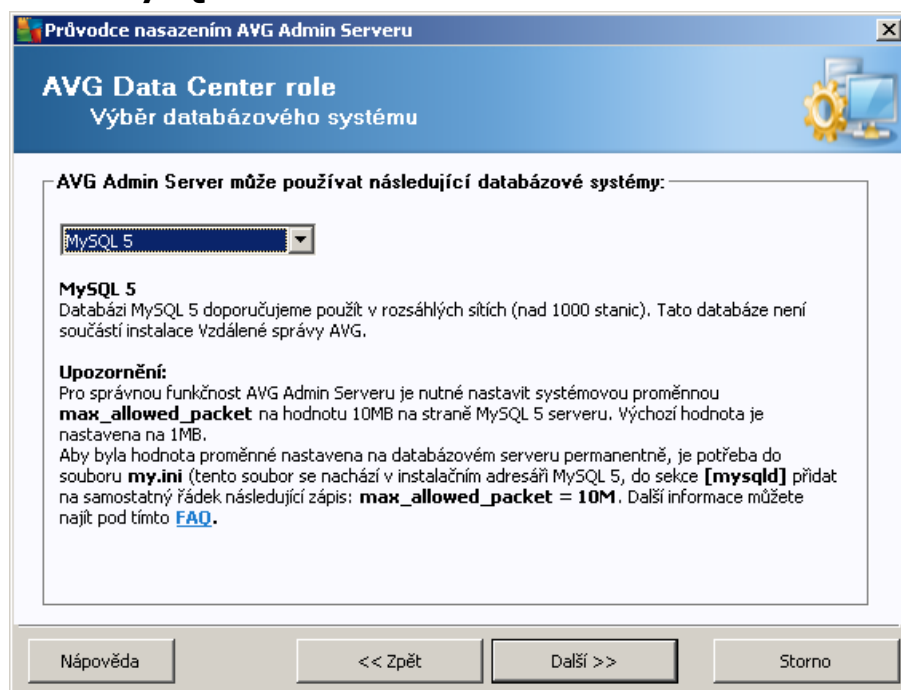 Průvodce nasazením AVG Admin Serveru
AVG Data Center role
Výběr databázového systému
AVG Admin Server může používat následující databázové systémy:
MySQL 5
MySQL 5
Databázi MySQL 5 doporučujeme použít v rozsáhlých sítích (nad 1000 stanic). Tato databáze není
součástí instalace Vzdálené správy AVG.
Upozornění:
Pro správnou funkčnost AVG Admin Serveru je nutné nastavit systémovou proměnnou
max_allowed_packet na hodnotu 10MB na straně MySQL 5 serveru. Výchozí hodnota je
nastavena na 1MB.
Aby byla hodnota proměnné nastavena na databázovém serveru permanentně, je potřeba do
souboru my.ini (tento soubor se nachází v instalačním adresáři MySQL 5, do sekce [mysqld] přidat
na samostatný řádek následující zápis: max_allowed_packet = 10M. Další informace můžete
najít pod tímto FAQ.
Nápověda
<< Zpět
Další >>
Storno